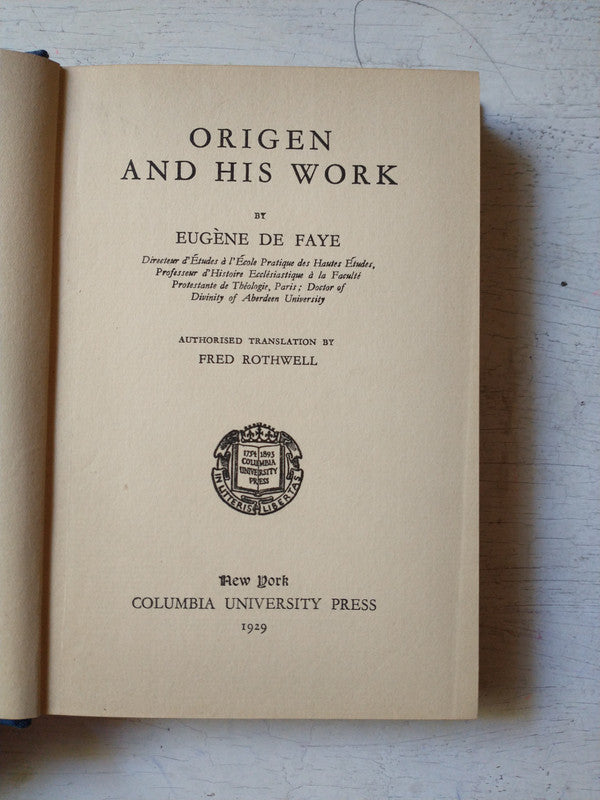 ORIGEN
AND HIS WORK
BY
EUGÈNE DE FAYE
Directeur d'Études à l'École Pratique des Hautes Études,
Professeur d'Histoire Ecclésiastique à la Faculté
Protestante de Théologie, Paris; Doctor of
Divinity of Aberdeen University
AUTHORISED TRANSLATION BY
FRED ROTHWELL
1754 1893
COLUMBIA
UNIVERSITY
PRESS
IN LITTERIS LIBERTAS
New York
COLUMBIA UNIVERSITY PRESS
1929